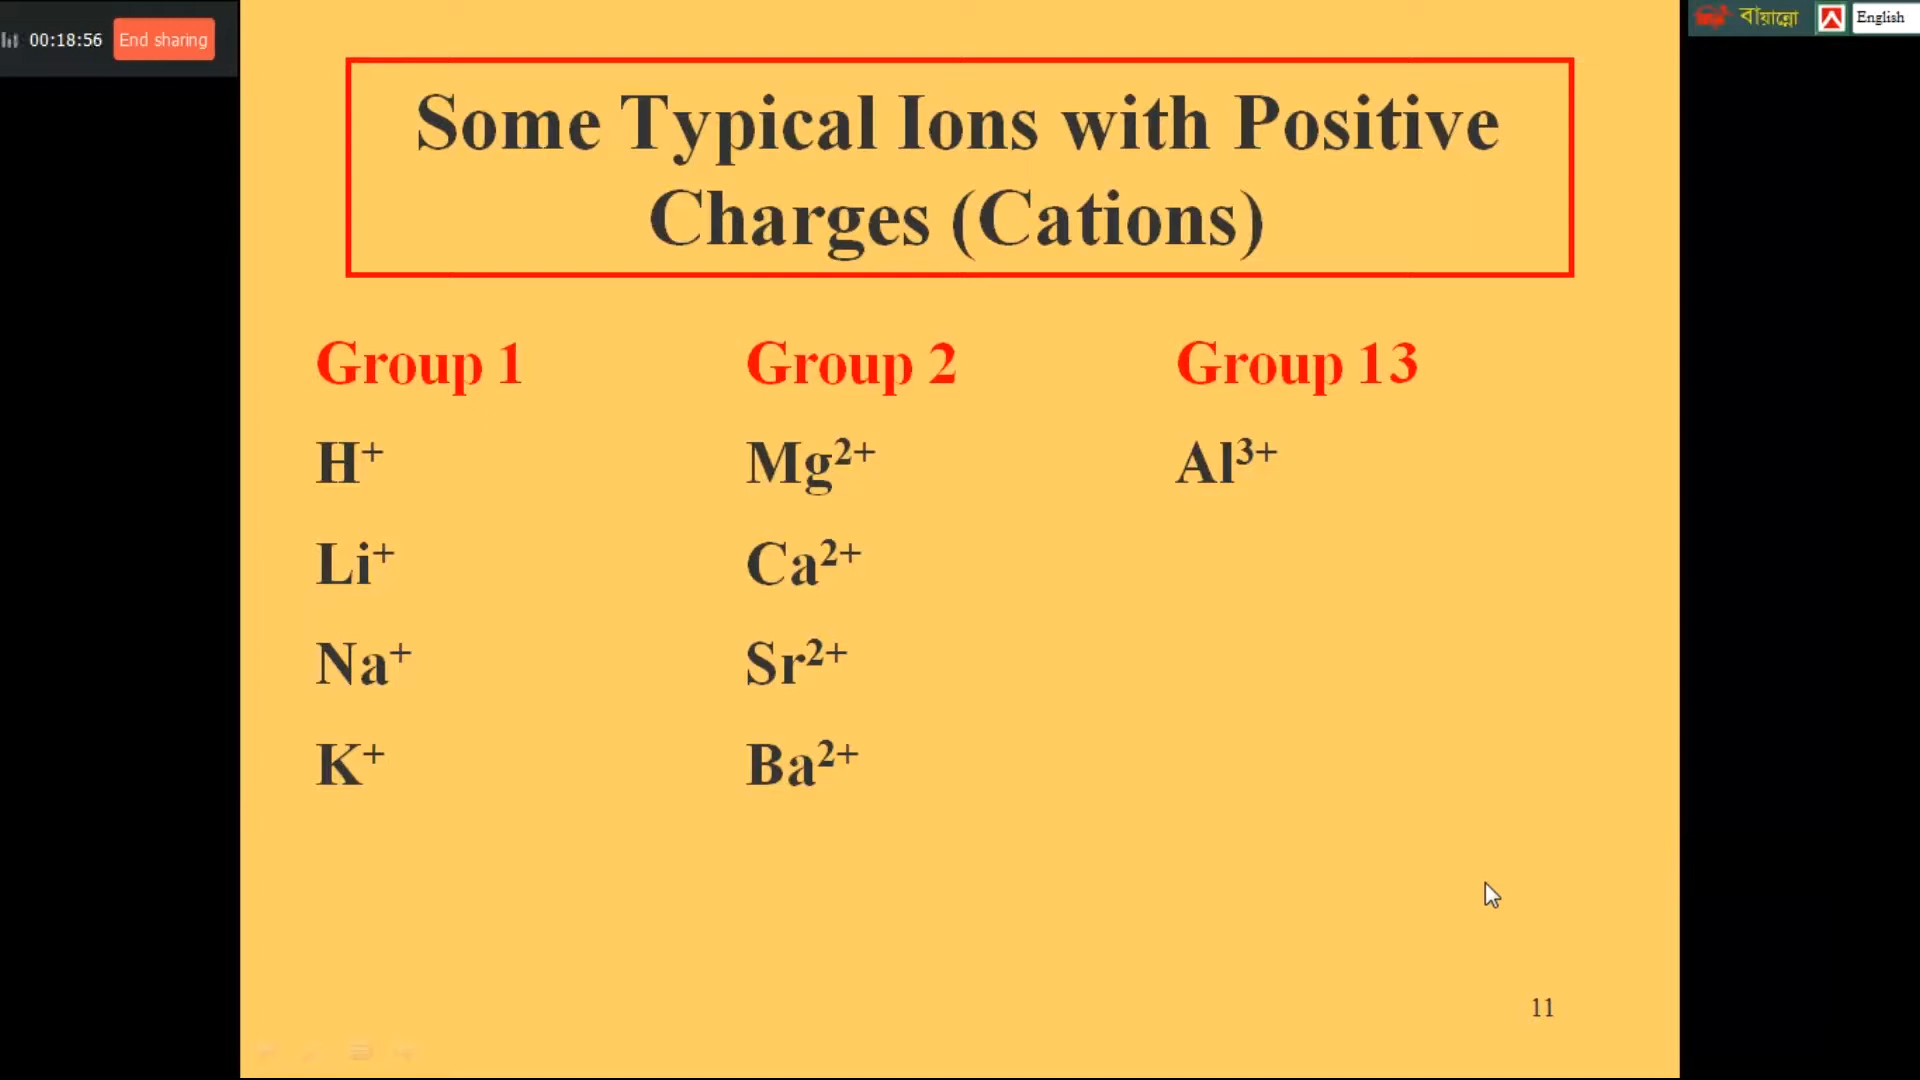 00:18:56 End sharing
বায়ান্নো English
Some Typical Ions with Positive
Charges (Cations)
Group 1 Group 2 Group 13
H⁺ Mg²⁺ Al³⁺
Li⁺ Ca²⁺
Na⁺ Sr²⁺
K⁺ Ba²⁺
11